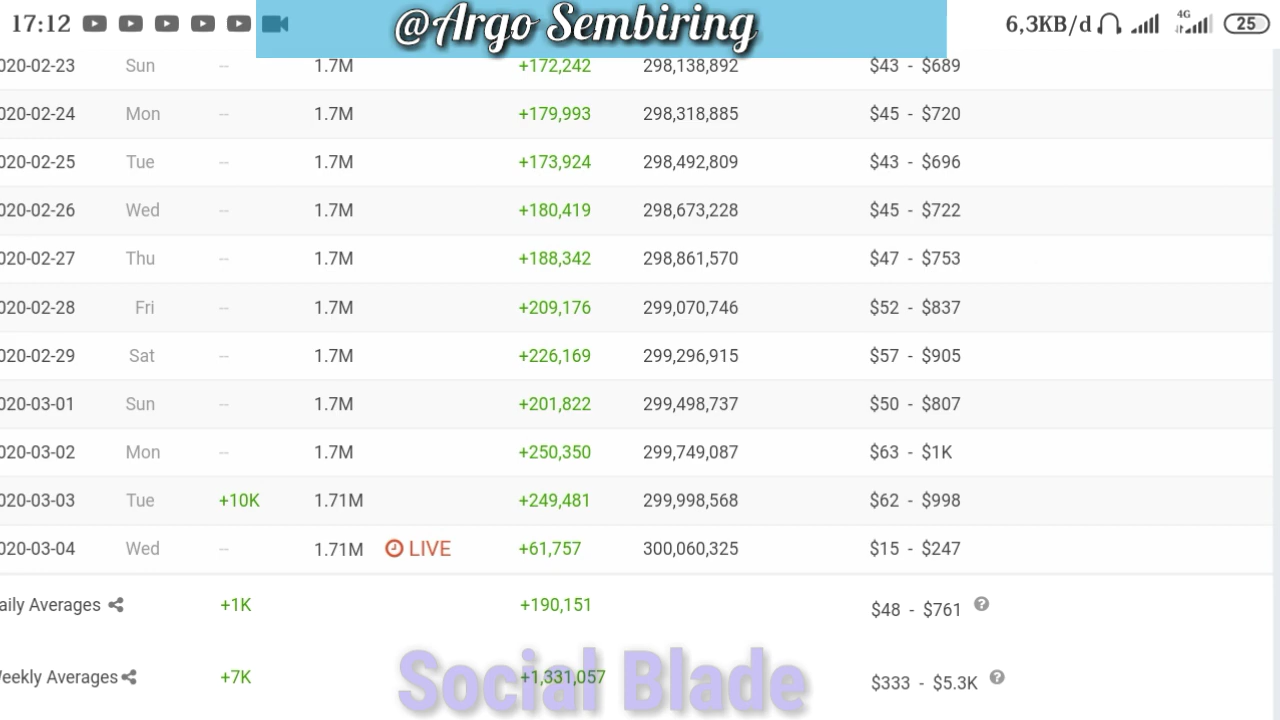 17:12 @Argo Sembiring 6,3KB/d 4G 25
020-02-23 Sun -- 1.7M +172,242 298,138,892 $43 - $689
020-02-24 Mon -- 1.7M +179,993 298,318,885 $45 - $720
020-02-25 Tue -- 1.7M +173,924 298,492,809 $43 - $696
020-02-26 Wed -- 1.7M +180,419 298,673,228 $45 - $722
020-02-27 Thu -- 1.7M +188,342 298,861,570 $47 - $753
020-02-28 Fri -- 1.7M +209,176 299,070,746 $52 - $837
020-02-29 Sat -- 1.7M +226,169 299,296,915 $57 - $905
020-03-01 Sun -- 1.7M +201,822 299,498,737 $50 - $807
020-03-02 Mon -- 1.7M +250,350 299,749,087 $63 - $1K
020-03-03 Tue +10K 1.71M +249,481 299,998,568 $62 - $998
020-03-04 Wed -- 1.71M LIVE +61,757 300,060,325 $15 - $247
aily Averages +1K +190,151 $48 - $761 ?
Weekly Averages +7K +1,331,057 $333 - $5.3K ?
Social Blade